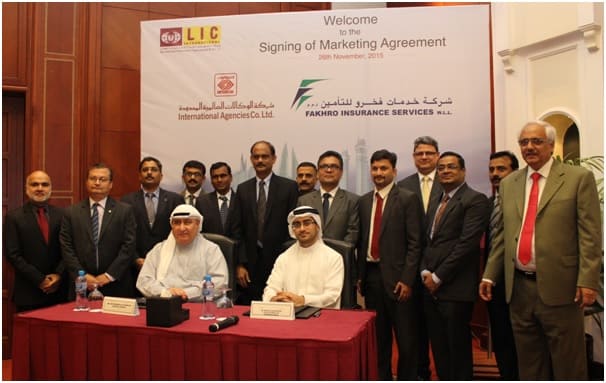 Welcome
to the
Signing of Marketing Agreement
26th November, 2015
LIC
INTERNATIONAL
شركة الوكالات العالمية المحدودة
International Agencies Co. Ltd.
شركة خدمات فخرو للتأمين ذ.م.م
FAKHRO INSURANCE SERVICES W.L.L.